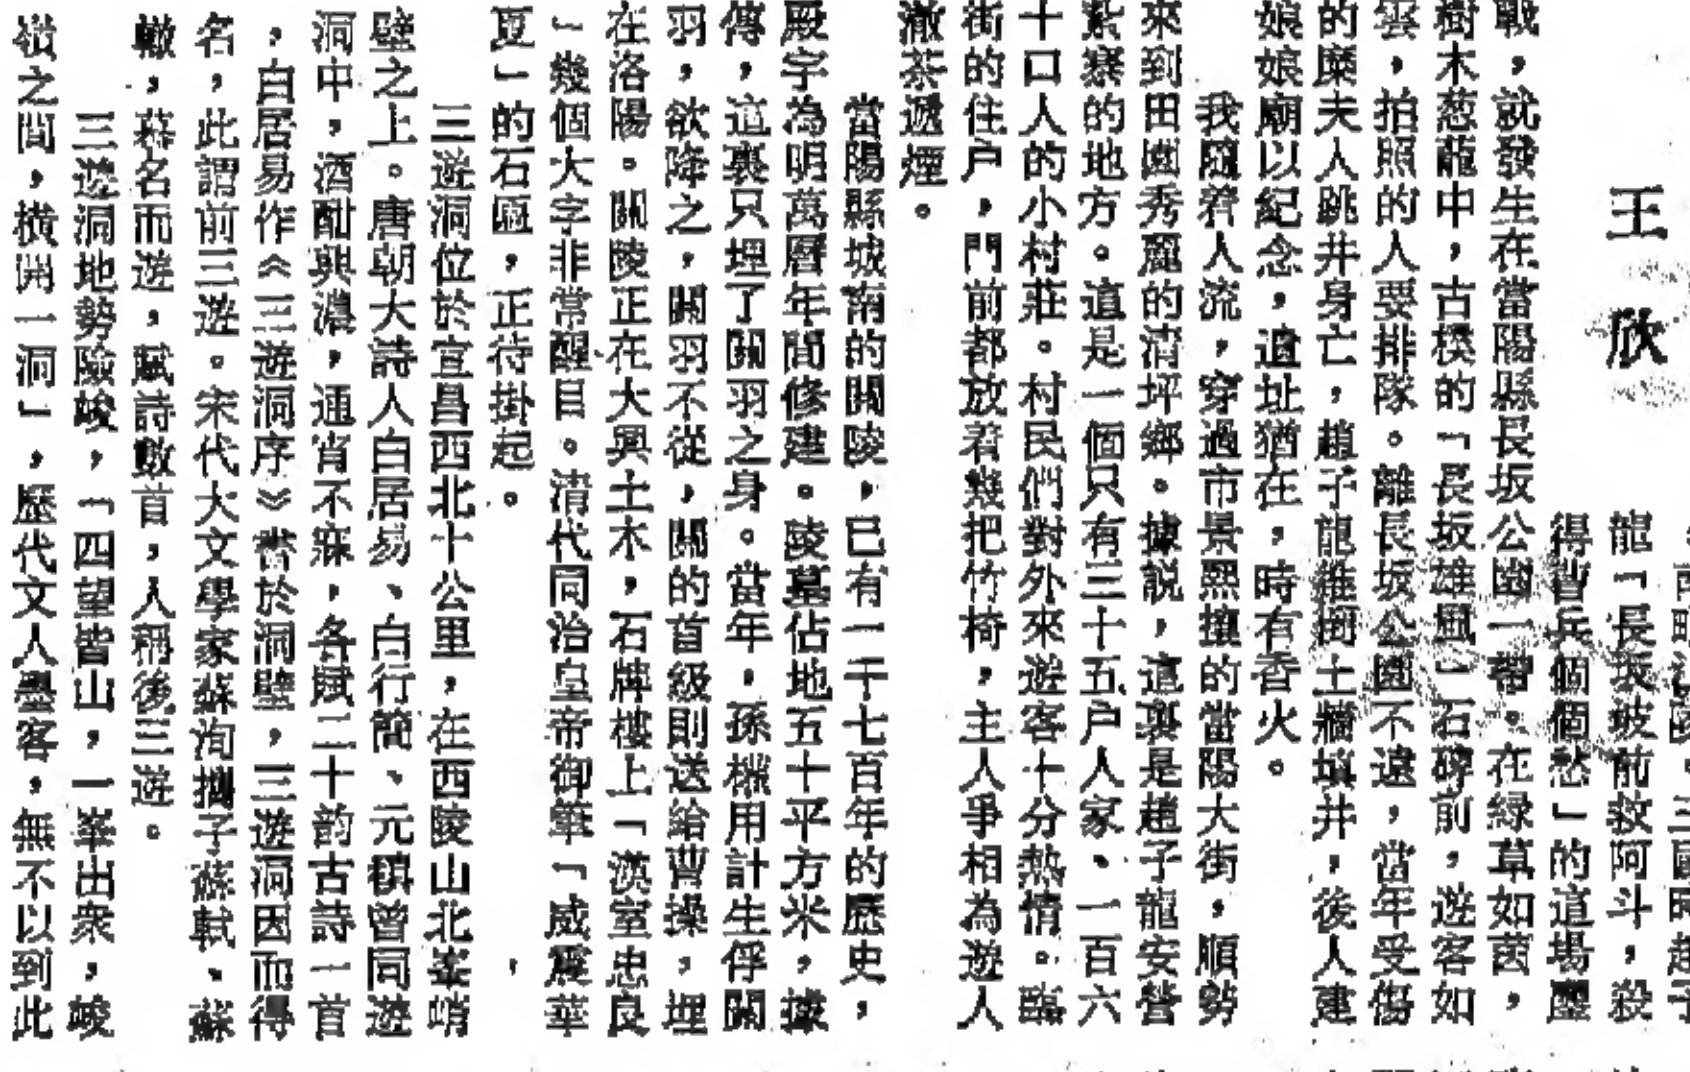 王欣
龍「長坂坡前救阿斗，殺
得曹兵個個愁」的這場鏖
戰，就發生在當陽縣長坂公園一帶。在綠草如茵，
樹木葱蘢中，古樸的「長坂雄風」石碑前，遊客如
雲，拍照的人要排隊。離長坂公園不遠，當年受傷
的糜夫人跳井身亡，趙子龍推倒土牆填井，後人建
娘娘廟以紀念，遺址猶在，時有香火。
我隨着人流，穿過市景熙攘的當陽大街，順勢
來到田園秀麗的清坪鄉。據説，這裏是趙子龍安營
紮寨的地方。這是一個只有三十五户人家、一百六
十口人的小村莊。村民們對外來遊客十分熱情。臨
街的住户，門前都放着幾把竹椅，主人爭相為遊人
澈茶遞煙。
當陽縣城南的關陵，已有一千七百年的歷史，
殿宇為明萬曆年間修建。陵墓佔地五十平方米，據
傳，這裏只埋了關羽之身。當年，孫權用計生俘關
羽，欲降之，關羽不從，關的首級則送給曹操，埋
在洛陽。關陵正在大興土木，石牌樓上「漢室忠良
」幾個大字非常醒目。清代同治皇帝御筆「威震華
夏」的石匾，正待掛起。
三遊洞位於宜昌西北十公里，在西陵山北峯峭
壁之上。唐朝大詩人白居易、白行簡、元稹曾同遊
洞中，酒酣興濃，通宵不寐，各賦二十韵古詩一首
，白居易作《三遊洞序》書於洞壁，三遊洞因而得
名，此謂前三遊。宋代大文學家蘇洵攜子蘇軾、蘇
轍，慕名而遊，賦詩數首，人稱後三遊。
三遊洞地勢險峻，「四望皆山，一峯出衆，峻
嶺之間，橫開一洞」，歷代文人墨客，無不以到此